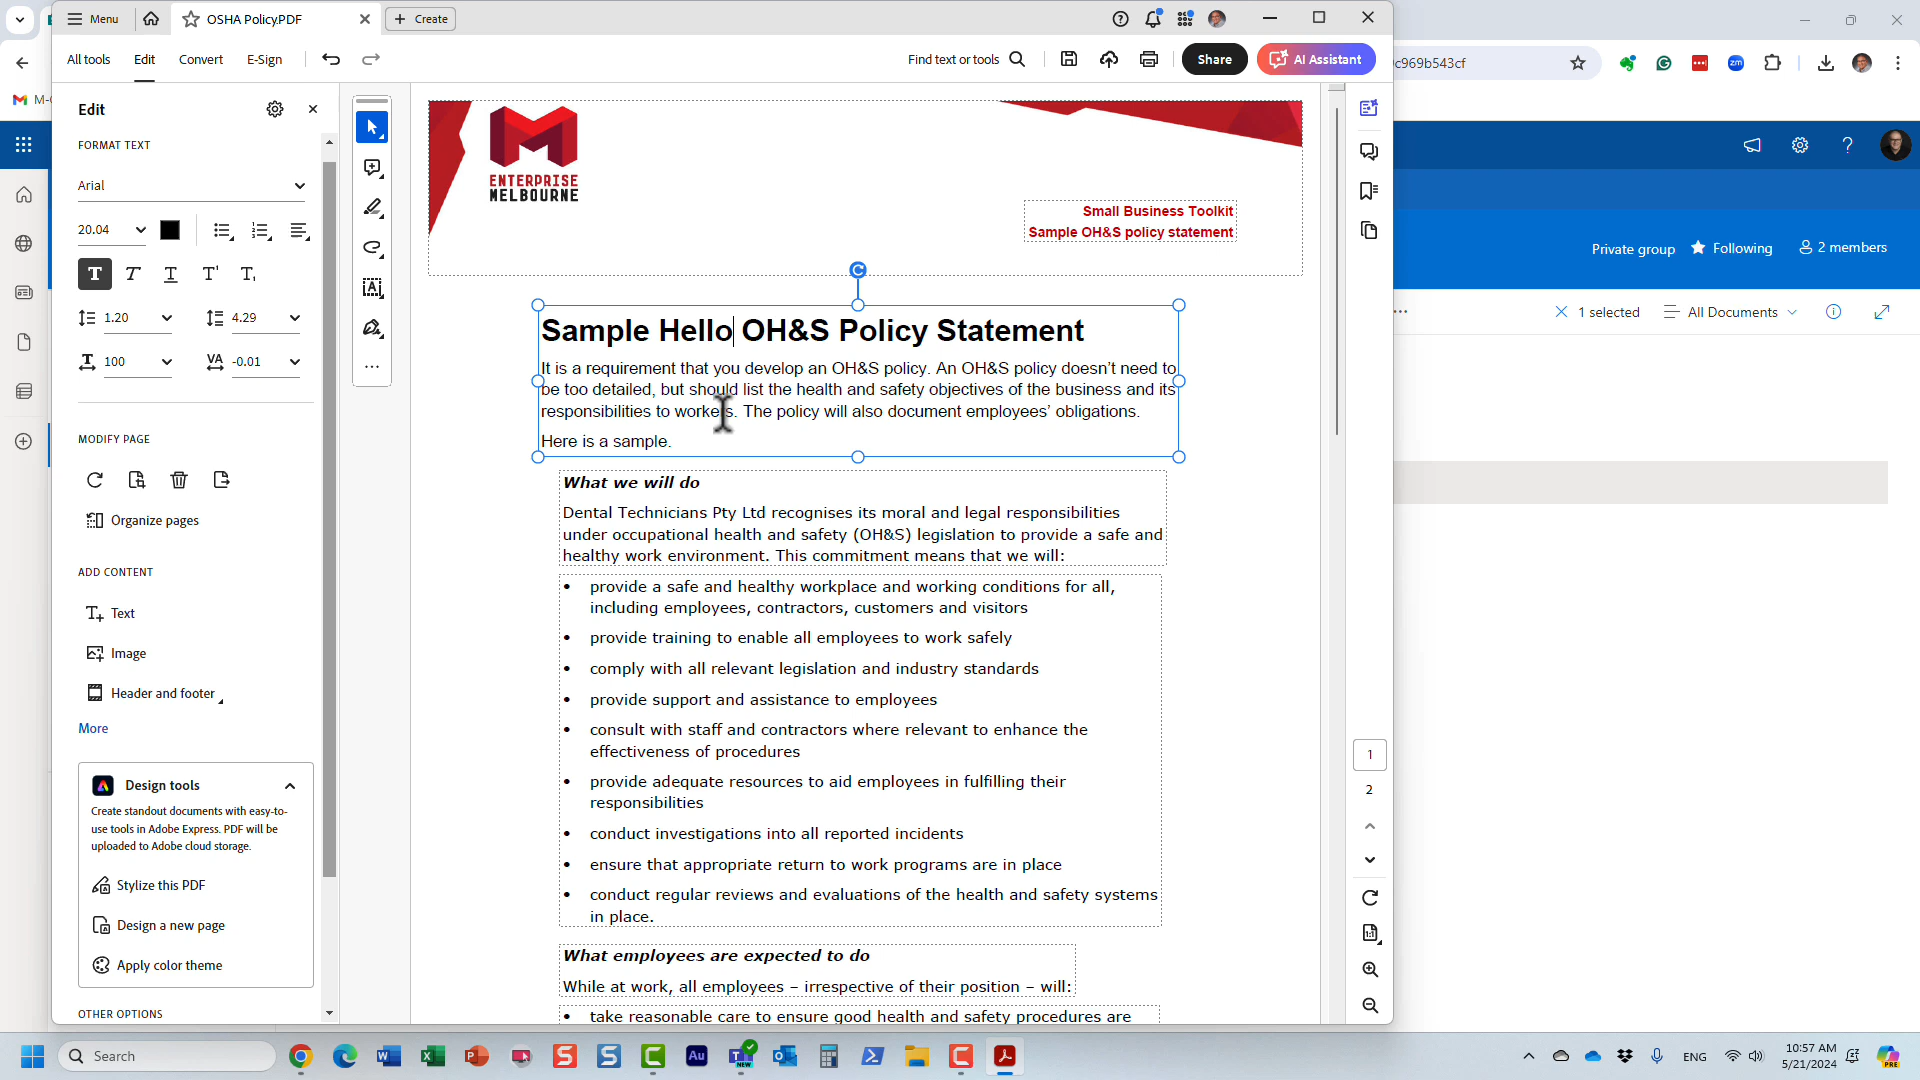 Menu
OSHA Policy.PDF
Create
All tools
Edit
Convert
E-Sign
Find text or tools
Share
AI Assistant
c969b543cf
Edit
FORMAT TEXT
Arial
20.04
1.20
4.29
100
-0.01
MODIFY PAGE
Organize pages
ADD CONTENT
Text
Image
Header and footer
More
Design tools
Create standout documents with easy-to-
use tools in Adobe Express. PDF will be
uploaded to Adobe cloud storage.
Stylize this PDF
Design a new page
Apply color theme
OTHER OPTIONS
ENTERPRISE
MELBOURNE
Small Business Toolkit
Sample OH&S policy statement
Sample Hello OH&S Policy Statement
It is a requirement that you develop an OH&S policy. An OH&S policy doesn’t need to
be too detailed, but should list the health and safety objectives of the business and its
responsibilities to workers. The policy will also document employees’ obligations.
Here is a sample.
What we will do
Dental Technicians Pty Ltd recognises its moral and legal responsibilities
under occupational health and safety (OH&S) legislation to provide a safe and
healthy work environment. This commitment means that we will:
• provide a safe and healthy workplace and working conditions for all,
including employees, contractors, customers and visitors
• provide training to enable all employees to work safely
• comply with all relevant legislation and industry standards
• provide support and assistance to employees
• consult with staff and contractors where relevant to enhance the
effectiveness of procedures
• provide adequate resources to aid employees in fulfilling their
responsibilities
• conduct investigations into all reported incidents
• ensure that appropriate return to work programs are in place
• conduct regular reviews and evaluations of the health and safety systems
in place.
What employees are expected to do
While at work, all employees – irrespective of their position – will:
• take reasonable care to ensure good health and safety procedures are
1
2
Private group
Following
2 members
1 selected
All Documents
Search
ENG
10:57 AM
5/21/2024